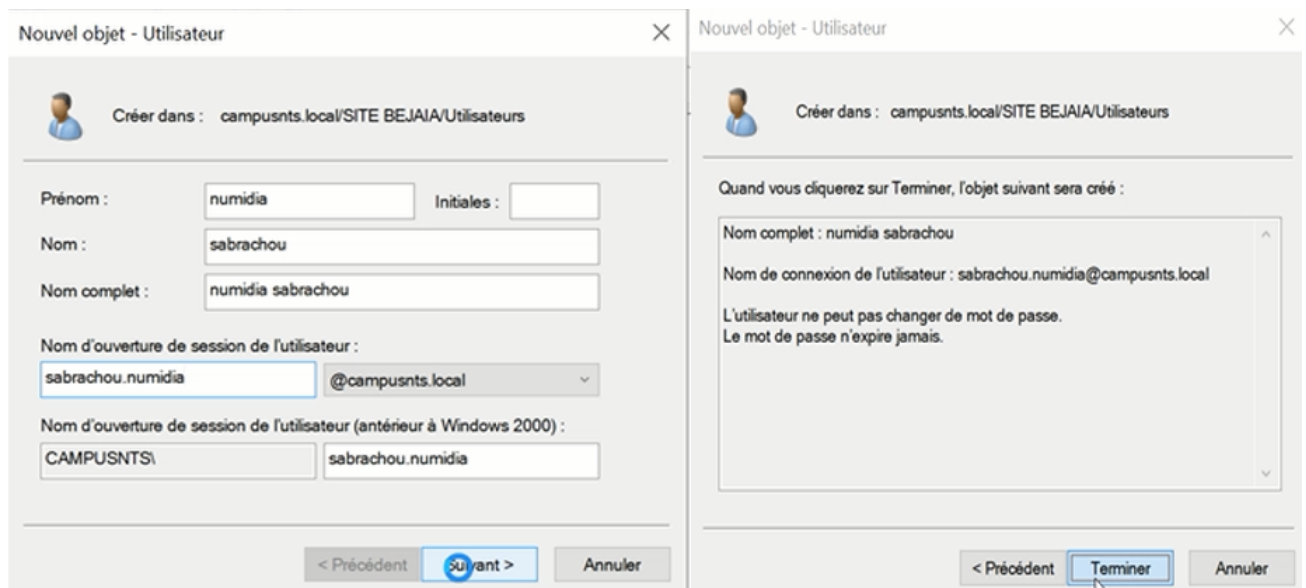 Nouvel objet - Utilisateur
Créer dans : campusnts.local/SITE BEJAIA/Utilisateurs
Prénom : numidia Initiales :
Nom : sabrachou
Nom complet : numidia sabrachou
Nom d'ouverture de session de l'utilisateur :
sabrachou.numidia @campusnts.local
Nom d'ouverture de session de l'utilisateur (antérieur à Windows 2000) :
CAMPUSNTS\ sabrachou.numidia
< Précédent Suivant > Annuler
Nouvel objet - Utilisateur
Créer dans : campusnts.local/SITE BEJAIA/Utilisateurs
Quand vous cliquerez sur Terminer, l'objet suivant sera créé :
Nom complet : numidia sabrachou
Nom de connexion de l'utilisateur : sabrachou.numidia@campusnts.local
L'utilisateur ne peut pas changer de mot de passe.
Le mot de passe n'expire jamais.
< Précédent Terminer Annuler